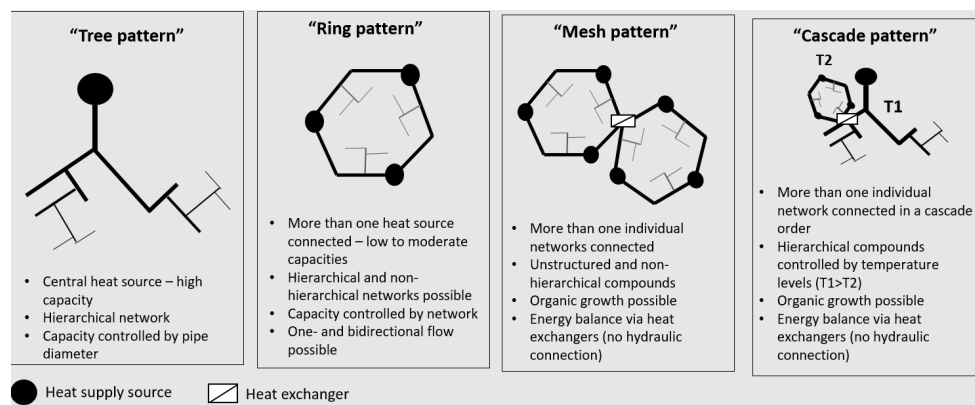 “Tree pattern”
• Central heat source – high
capacity
• Hierarchical network
• Capacity controlled by pipe
diameter
“Ring pattern”
• More than one heat source
connected – low to moderate
capacities
• Hierarchical and non-
hierarchical networks possible
• Capacity controlled by network
• One- and bidirectional flow
possible
“Mesh pattern”
• More than one individual
networks connected
• Unstructured and non-
hierarchical compounds
• Organic growth possible
• Energy balance via heat
exchangers (no hydraulic
connection)
“Cascade pattern”
T2
T1
• More than one individual
network connected in a cascade
order
• Hierarchical compounds
controlled by temperature
levels (T1>T2)
• Organic growth possible
• Energy balance via heat
exchangers (no hydraulic
connection)
Heat supply source
Heat exchanger